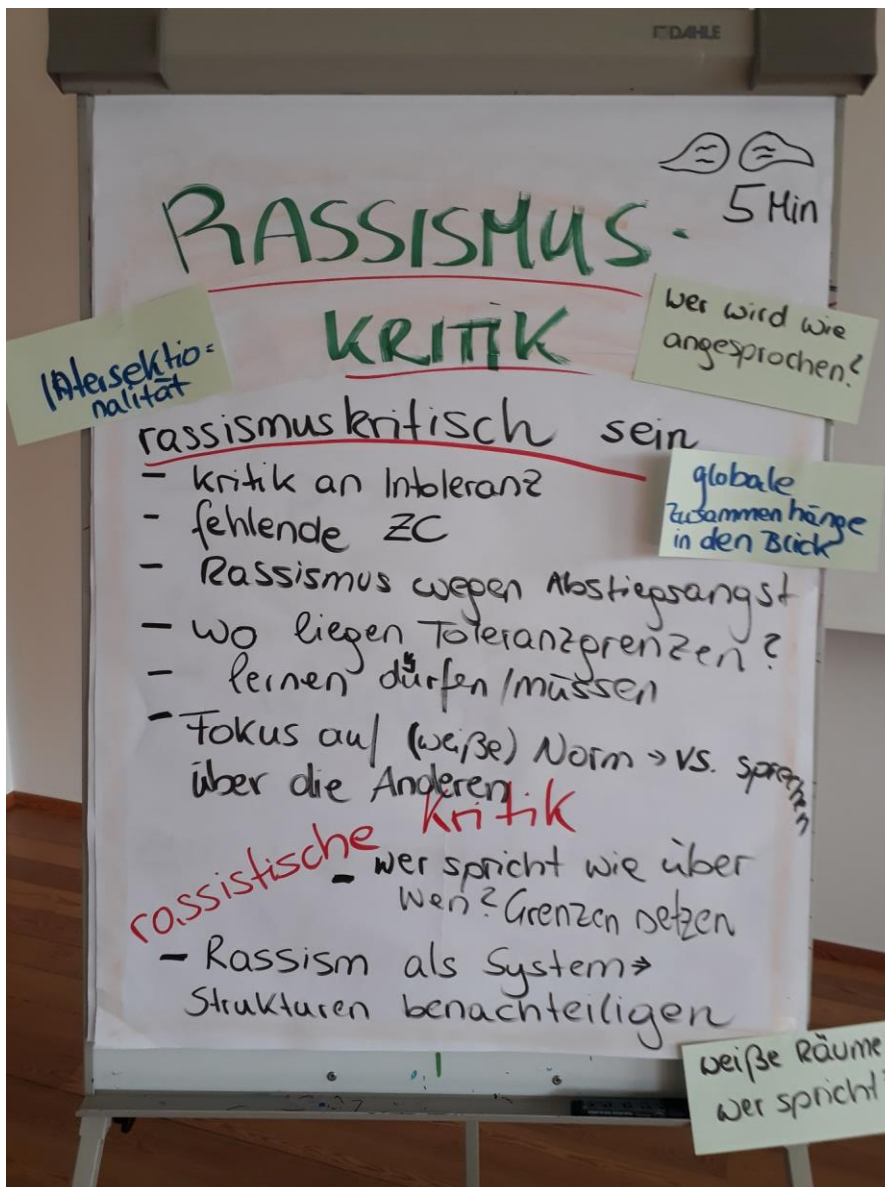 DAHLE
5 Min
RASSISMUS-
KRITIK
Intersektio=
nalität
wer wird wie
angesprochen?
rassismuskritisch sein
globale
Zusammenhänge
in den Blick
- Kritik an Intoleranz
- fehlende ZC
- Rassismus wegen Abstiegsangst
- wo liegen Toleranzgrenzen?
- lernen dürfen/müssen
- Fokus auf (weiße) Norm → vs. sprechen
über die Anderen
rassistische Kritik
- wer spricht wie über
wen? Grenzen setzen
- Rassism als System →
Strukturen benachteiligen
weiße Räume
wer spricht?